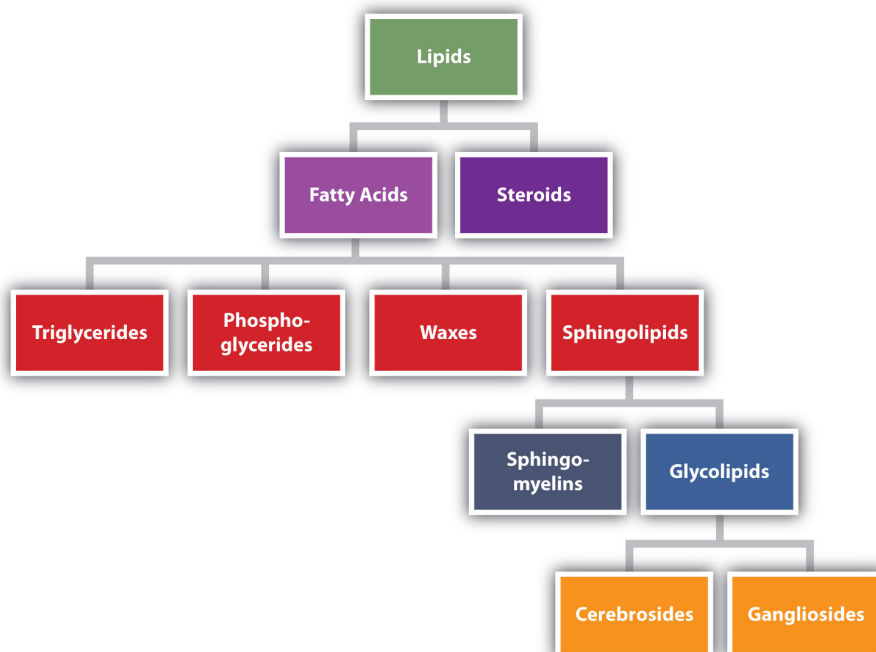 Lipids
Fatty Acids
Steroids
Triglycerides
Phospho-
glycerides
Waxes
Sphingolipids
Sphingo-
myelins
Glycolipids
Cerebrosides
Gangliosides